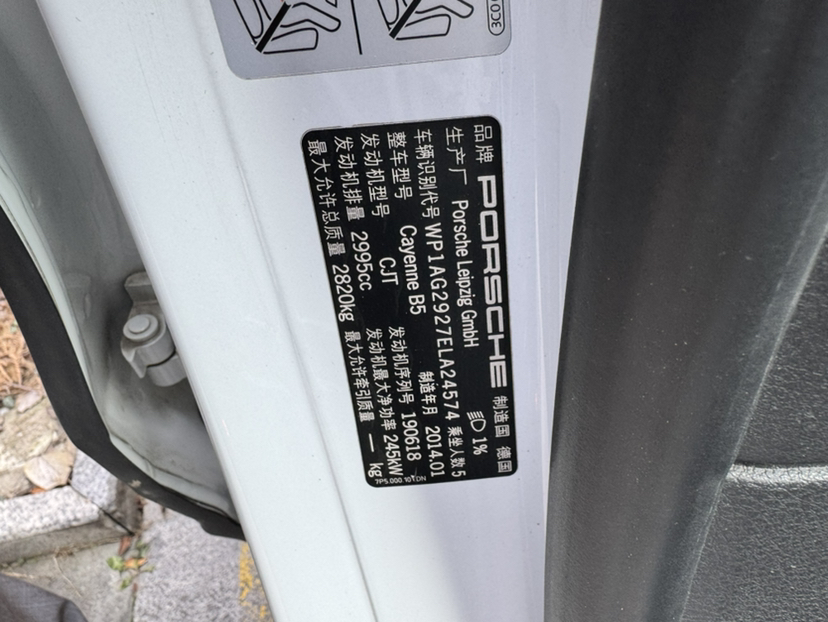 3C0
品牌 PORSCHE 制造国 德国
生产厂 Porsche Leipzig GmbH 1%
车辆识别代号 WP1AG2927ELA24574 乘坐人数 5
整车型号 Cayenne B5 制造年月 2014.01
发动机型号 CJT 发动机序列号 190618
发动机排量 2995cc 发动机最大净功率 245kW
最大允许总质量 2820kg 最大允许牵引质量 — kg